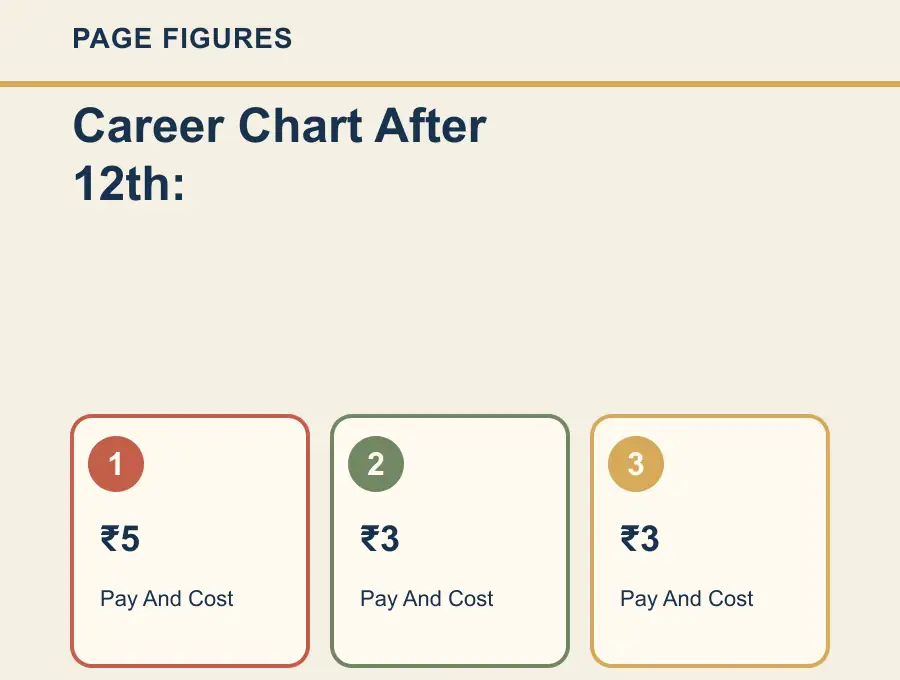 PAGE FIGURES
Career Chart After
12th:
1
2
3
₹5
₹3
₹3
Pay And Cost
Pay And Cost
Pay And Cost